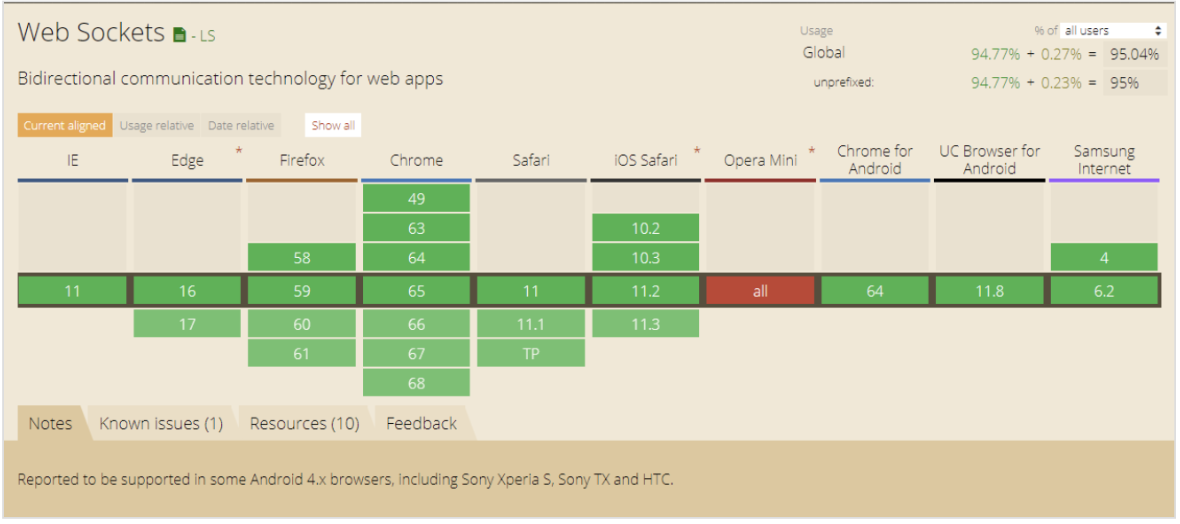 Web Sockets - LS
Usage % of all users
Global 94.77% + 0.27% = 95.04%
Bidirectional communication technology for web apps
unprefixed: 94.77% + 0.23% = 95%
Current aligned Usage relative Date relative Show all
IE Edge * Firefox Chrome Safari iOS Safari * Opera Mini * Chrome for Android UC Browser for Android Samsung Internet
49
63 10.2
58 64 10.3 4
11 16 59 65 11 11.2 all 64 11.8 6.2
17 60 66 11.1 11.3
61 67 TP
68
Notes Known issues (1) Resources (10) Feedback
Reported to be supported in some Android 4.x browsers, including Sony Xperia S, Sony TX and HTC.